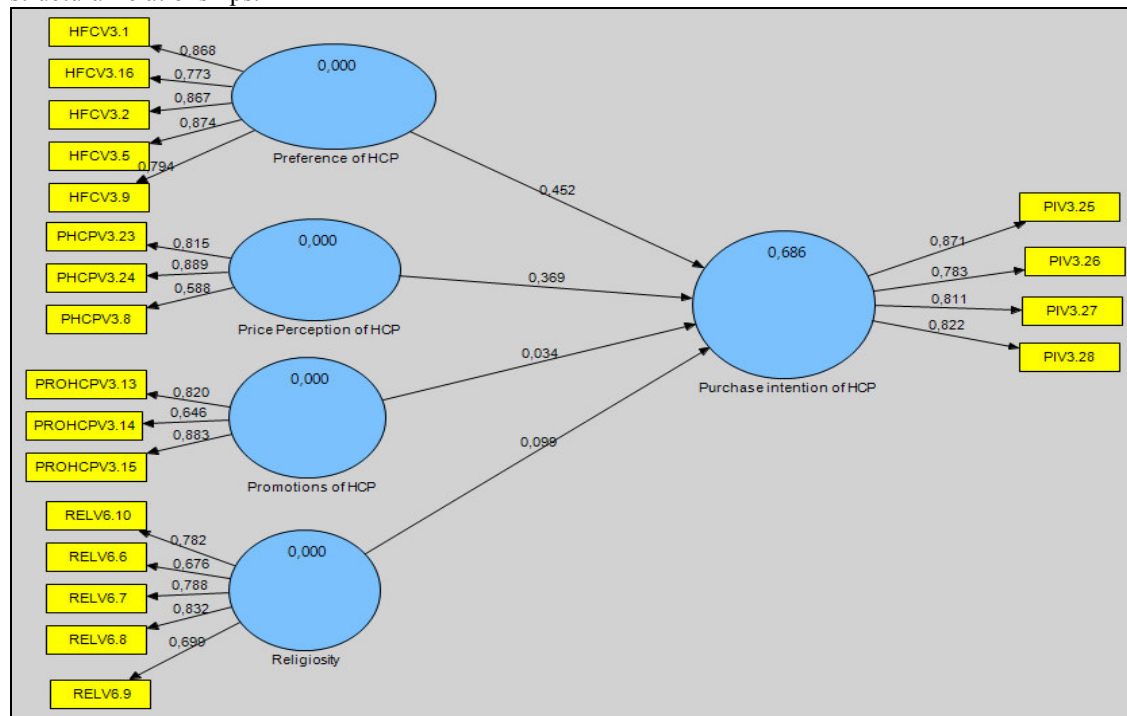 HFCV3.1
0,868
HFCV3.16
0,773
HFCV3.2
0,867
HFCV3.5
0,874
HFCV3.9
0,794
0,000
Preference of HCP
0,452
PHCPV3.23
0,815
PHCPV3.24
0,889
PHCPV3.8
0,588
0,000
Price Perception of HCP
0,369
PROHCPV3.13
0,820
PROHCPV3.14
0,646
PROHCPV3.15
0,883
0,000
Promotions of HCP
0,034
RELV6.10
0,782
RELV6.6
0,676
RELV6.7
0,788
RELV6.8
0,832
RELV6.9
0,699
0,000
Religiosity
0,099
0,686
Purchase intention of HCP
PIV3.25
0,871
PIV3.26
0,783
PIV3.27
0,811
PIV3.28
0,822